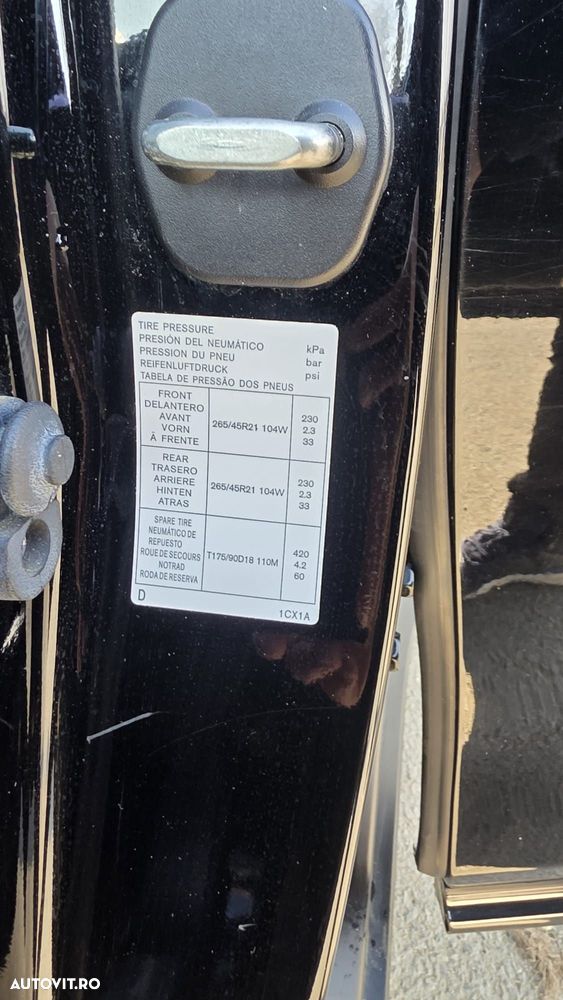 TIRE PRESSURE
PRESIÓN DEL NEUMÁTICO kPa
PRESSION DU PNEU bar
REIFENLUFTDRUCK psi
TABELA DE PRESSÃO DOS PNEUS
FRONT
DELANTERO 230
AVANT 265/45R21 104W 2.3
VORN 33
À FRENTE
REAR
TRASERO 230
ARRIERE 265/45R21 104W 2.3
HINTEN 33
ATRAS
SPARE TIRE
NEUMÁTICO DE
REPUESTO 420
ROUE DE SECOURS T175/90D18 110M 4.2
NOTRAD 60
RODA DE RESERVA
D 1CX1A
AUTOVIT.RO